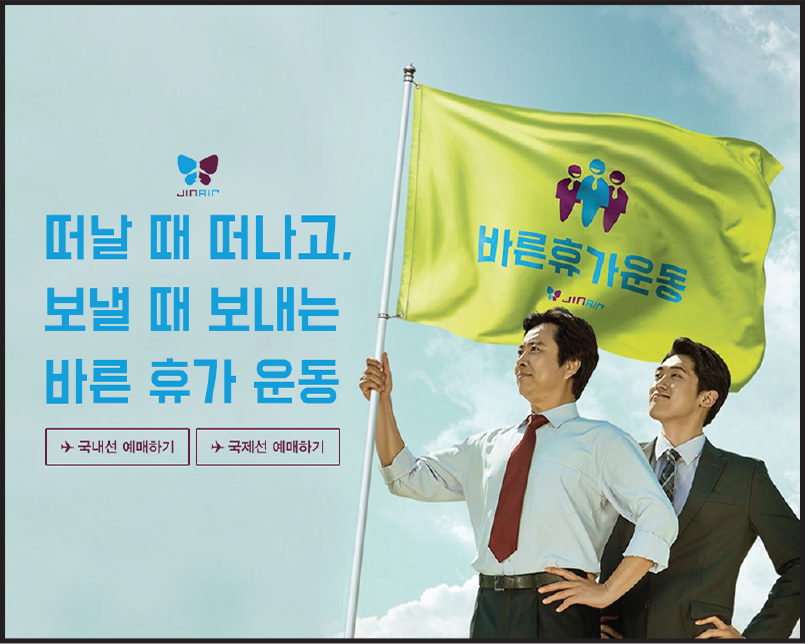 JINAIR
떠날 때 떠나고,
보낼 때 보내는
바른 휴가 운동
국내선 예매하기
국제선 예매하기
바른휴가운동
JINAIR